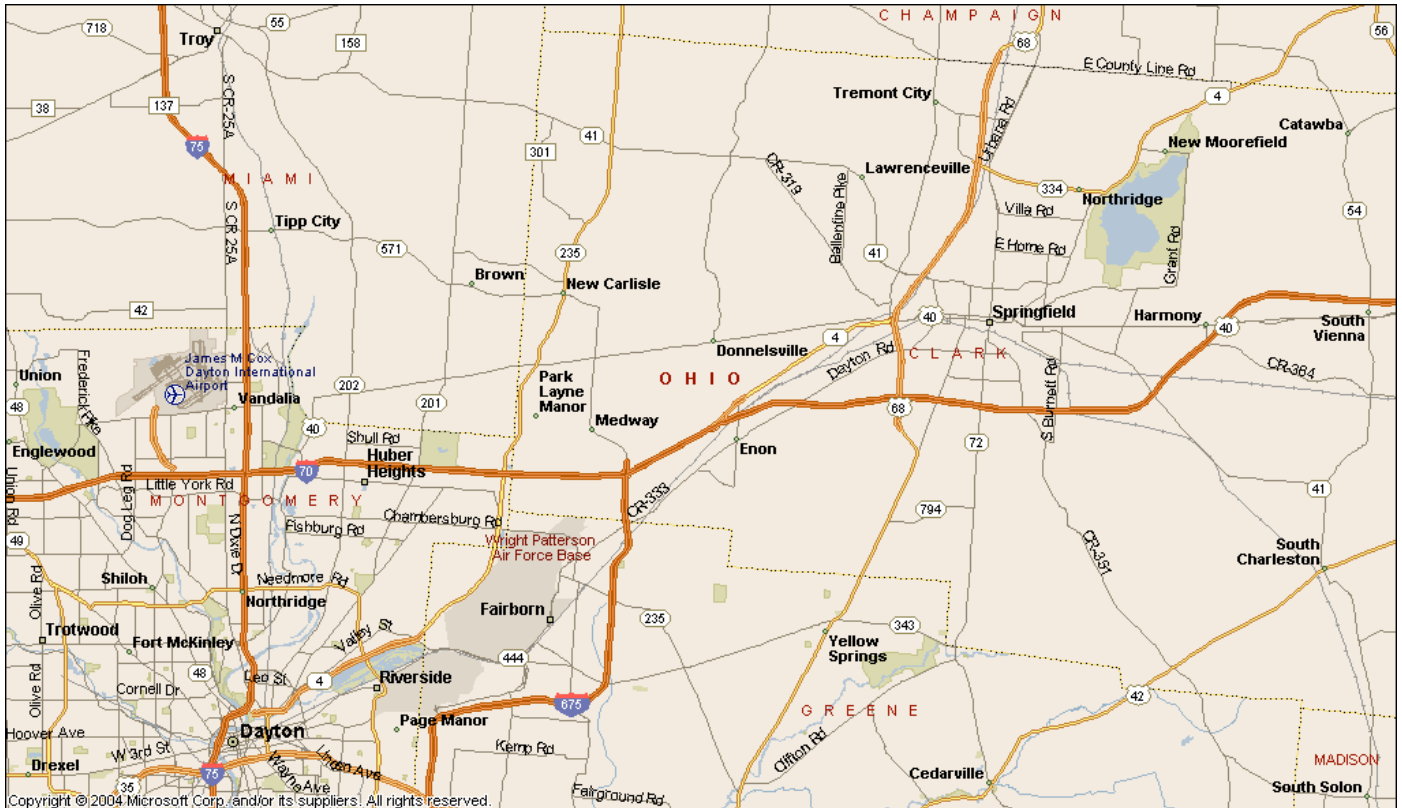 CHAMPAIGN
718
55
Troy
158
68
56
E County Line Rd
Tremont City
4
38
137
S CR-25A
41
Urbana Rd
Catawba
75
301
New Moorefield
MIAMI
CR-319
Lawrenceville
Ballentine Pike
334
Northridge
Villa Rd
54
Tipp City
S CR 25A
571
235
41
E Home Rd
Grant Rd
Brown
New Carlisle
42
40
Springfield
Harmony
40
South
Vienna
4
Donnelsville
Dayton Rd
CLARK
James M Cox
Dayton International
Airport
Union
Frederick Pike
OHIO
CR-364
202
Park
Layne
Manor
48
Vandalia
201
68
S Burnett Rd
40
Medway
Shull Rd
Enon
72
Englewood
Huber
Heights
70
Union Rd
Dog Leg Rd
Little York Rd
MONTGOMERY
41
CR-333
794
N Dixie Dr
Fishburg Rd
Chambersburg Rd
Wright Patterson
Air Force Base
49
CR-351
South
Charleston
Shiloh
Needmore Rd
Olive Rd
Northridge
Fairborn
235
343
Trotwood
Fort McKinley
Valley St
Yellow
Springs
444
48
Leo St
4
Riverside
Cornell Dr
Olive Rd
42
675
GREENE
Page Manor
Hoover Ave
Dayton
W 3rd St
Kemp Rd
Clifton Rd
MADISON
Drexel
75
Wayne Ave
Cedarville
35
Fairground Rd
South Solon
Copyright © 2004 Microsoft Corp. and/or its suppliers. All rights reserved.